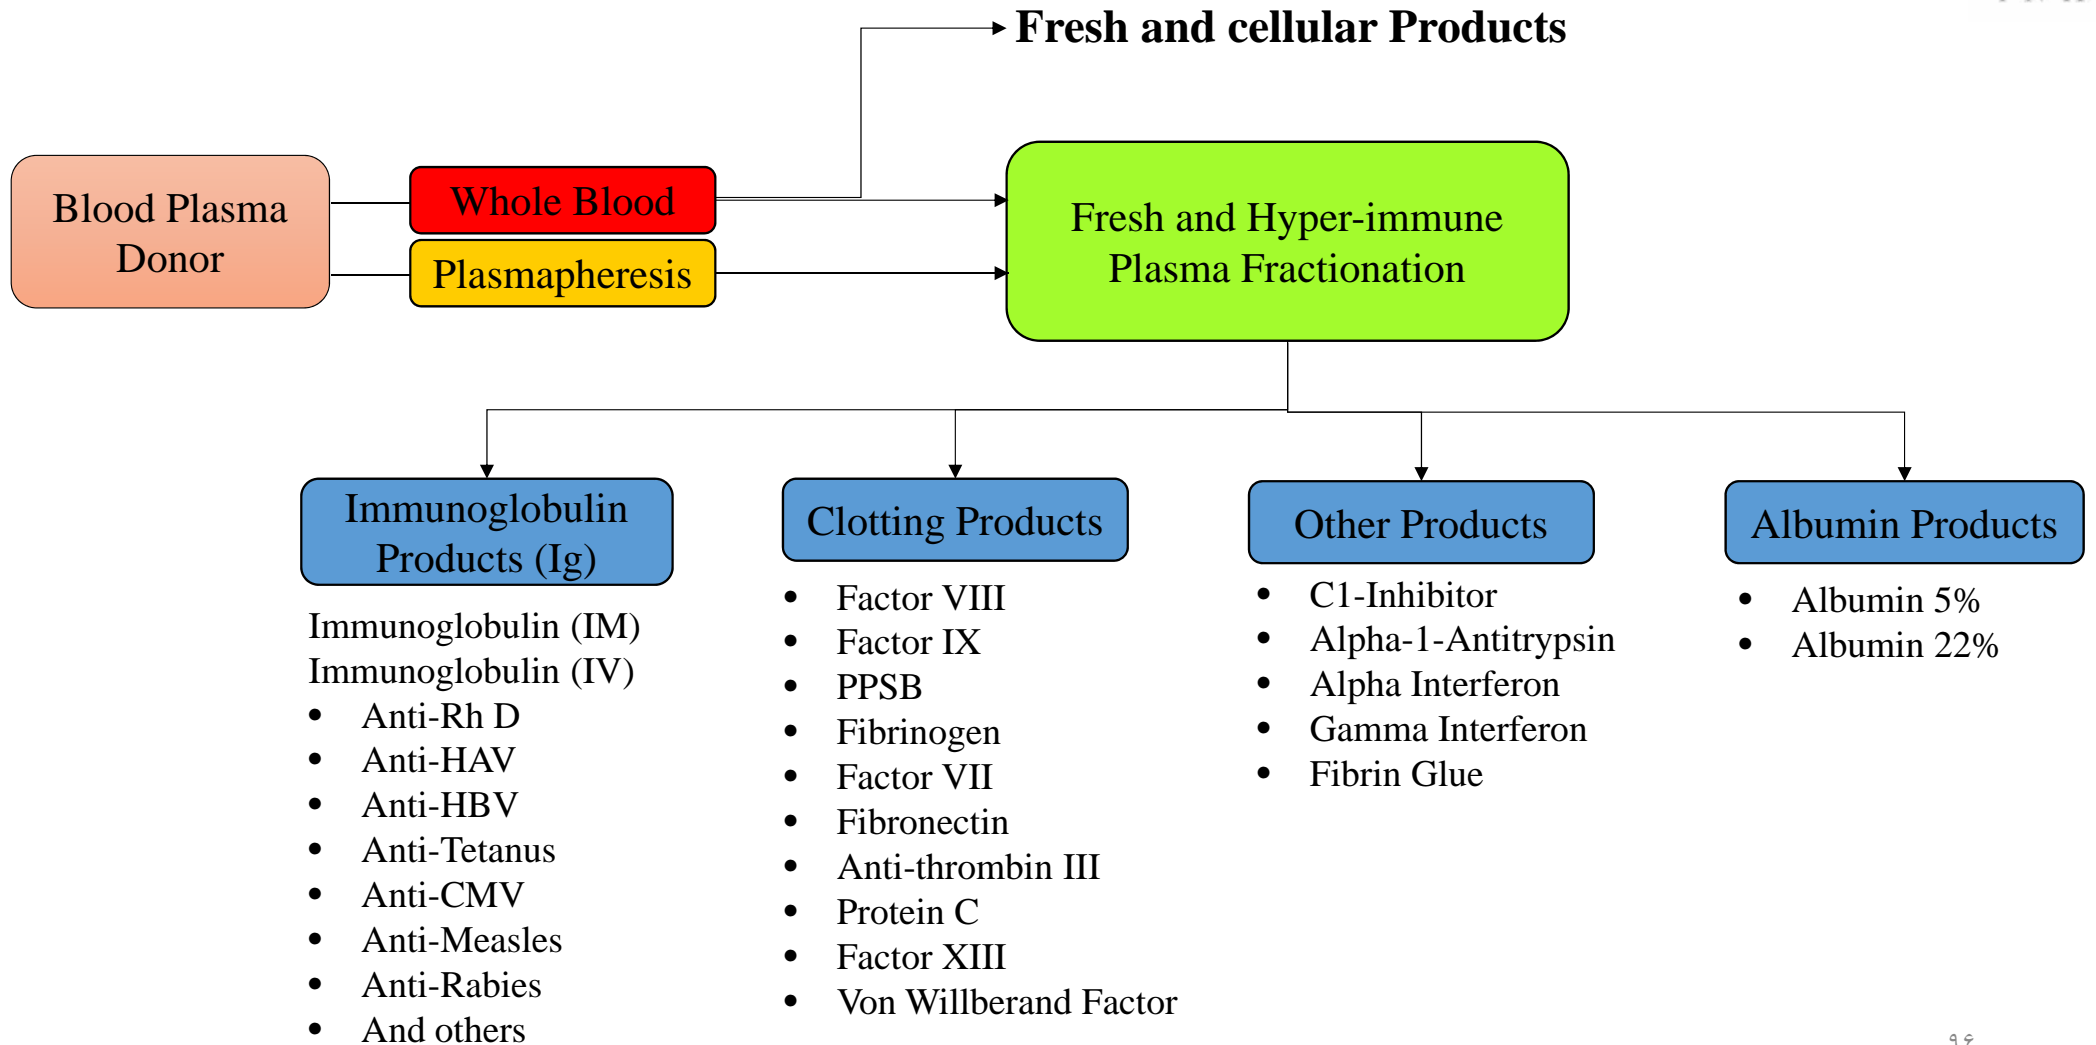 Fresh and cellular Products
Blood Plasma
Donor
Whole Blood
Plasmapheresis
Fresh and Hyper-immune
Plasma Fractionation
Immunoglobulin
Products (Ig)
Immunoglobulin (IM)
Immunoglobulin (IV)
• Anti-Rh D
• Anti-HAV
• Anti-HBV
• Anti-Tetanus
• Anti-CMV
• Anti-Measles
• Anti-Rabies
• And others
Clotting Products
• Factor VIII
• Factor IX
• PPSB
• Fibrinogen
• Factor VII
• Fibronectin
• Anti-thrombin III
• Protein C
• Factor XIII
• Von Willberand Factor
Other Products
• C1-Inhibitor
• Alpha-1-Antitrypsin
• Alpha Interferon
• Gamma Interferon
• Fibrin Glue
Albumin Products
• Albumin 5%
• Albumin 22%
۹۶